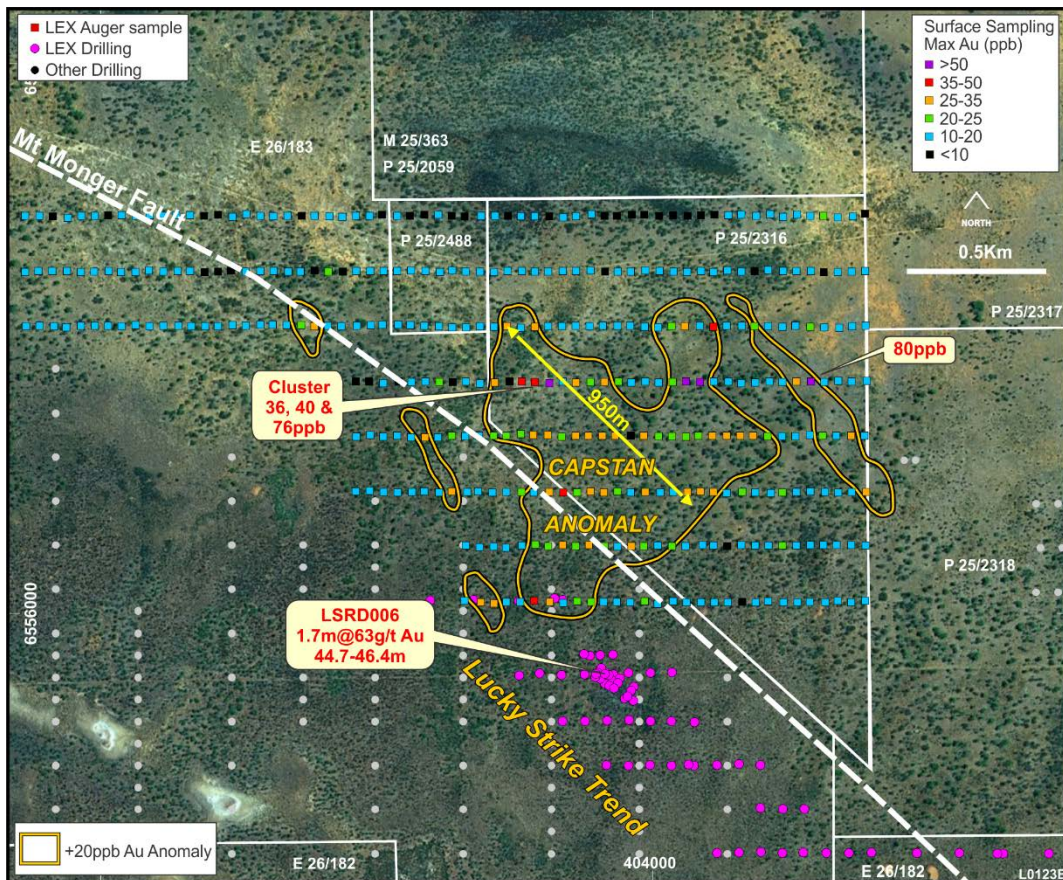 LEX Auger sample
LEX Drilling
Other Drilling
Surface Sampling
Max Au (ppb)
>50
35-50
25-35
20-25
10-20
<10
NORTH
0.5Km
E 26/183
M 25/363
P 25/2059
Mt Monger Fault
P 25/2488
P 25/2316
P 25/2317
80ppb
Cluster
36, 40 &
76ppb
950m
CAPSTAN
ANOMALY
P 25/2318
6556000
LSRD006
1.7m@63g/t Au
44.7-46.4m
Lucky Strike Trend
+20ppb Au Anomaly
E 26/182
404000
E 26/182